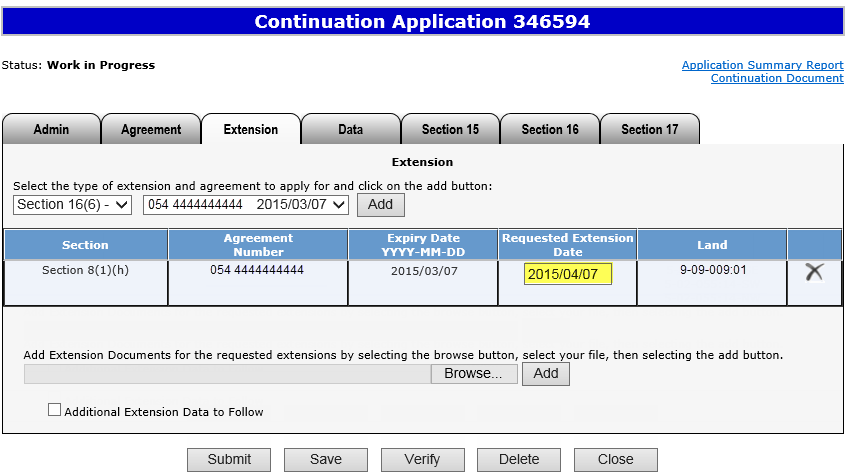 Continuation Application 346594
Status: Work in Progress
Application Summary Report
Continuation Document
Admin Agreement Extension Data Section 15 Section 16 Section 17
Extension
Select the type of extension and agreement to apply for and click on the add button:
Section 16(6) - 054 4444444444 2015/03/07 Add
Section Agreement Number Expiry Date YYYY-MM-DD Requested Extension Date Land
Section 8(1)(h) 054 4444444444 2015/03/07 2015/04/07 9-09-009:01
Add Extension Documents for the requested extensions by selecting the browse button, select your file, then selecting the add button.
Browse... Add
Additional Extension Data to Follow
Submit Save Verify Delete Close